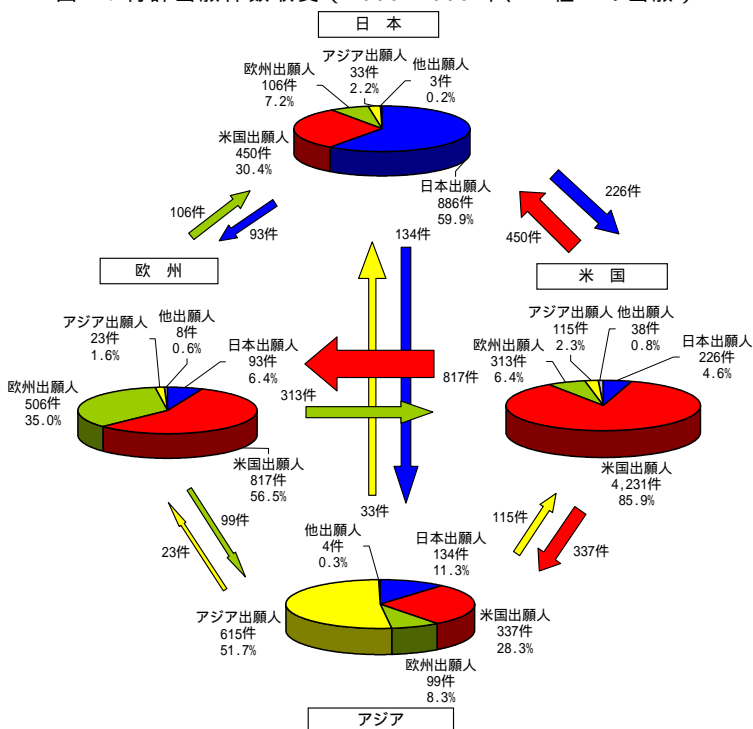 日 本
アジア出願人
33件
2.2%
他出願人
3件
0.2%
欧州出願人
106件
7.2%
米国出願人
450件
30.4%
日本出願人
886件
59.9%
106件
93件
134件
226件
450件
欧 州
米 国
アジア出願人
23件
1.6%
他出願人
8件
0.6%
日本出願人
93件
6.4%
欧州出願人
506件
35.0%
米国出願人
817件
56.5%
817件
313件
アジア出願人
115件
2.3%
他出願人
38件
0.8%
日本出願人
226件
4.6%
欧州出願人
313件
6.4%
米国出願人
4,231件
85.9%
99件
23件
33件
115件
337件
他出願人
4件
0.3%
日本出願人
134件
11.3%
アジア出願人
615件
51.7%
米国出願人
337件
28.3%
欧州出願人
99件
8.3%
アジア